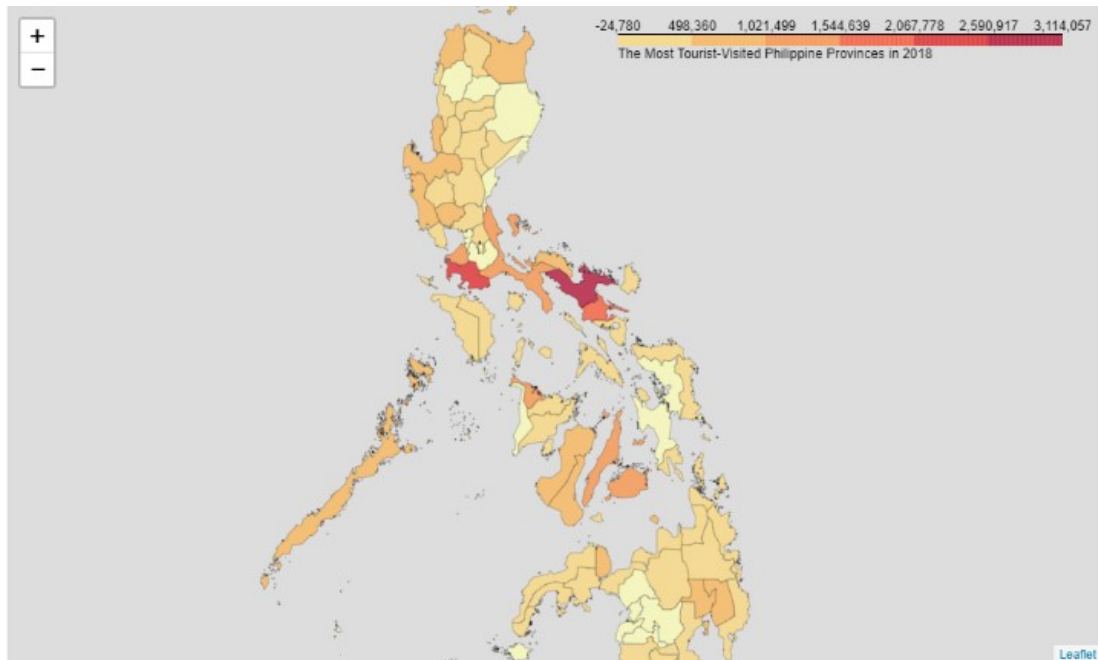 +
−
-24,780 498,360 1,021,499 1,544,639 2,067,778 2,590,917 3,114,057
The Most Tourist-Visited Philippine Provinces in 2018
Leaflet